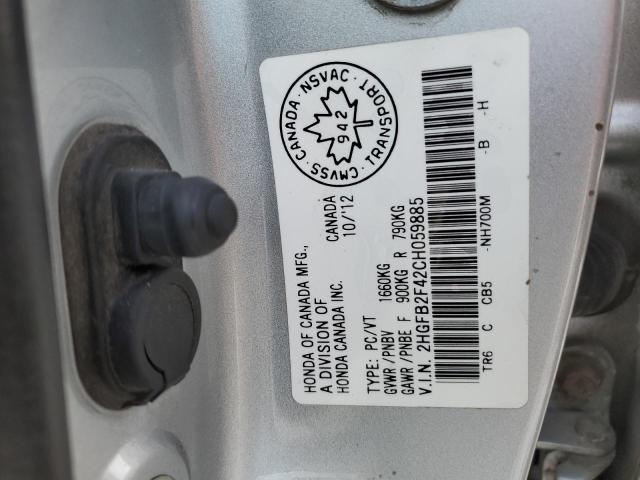 HONDA OF CANADA MFG., CANADA
A DIVISION OF 10/'12
HONDA CANADA INC.
CMVSS · CANADA · NSVAC · TRANSPORT ·
942
TYPE: PC/VT
GVWR /PNBV 1660KG
GAWR /PNBE F 900KG R 790KG
V.I.N. 2HGFB2F42CH059885
TR6 C CB5 -NH700M -B -H